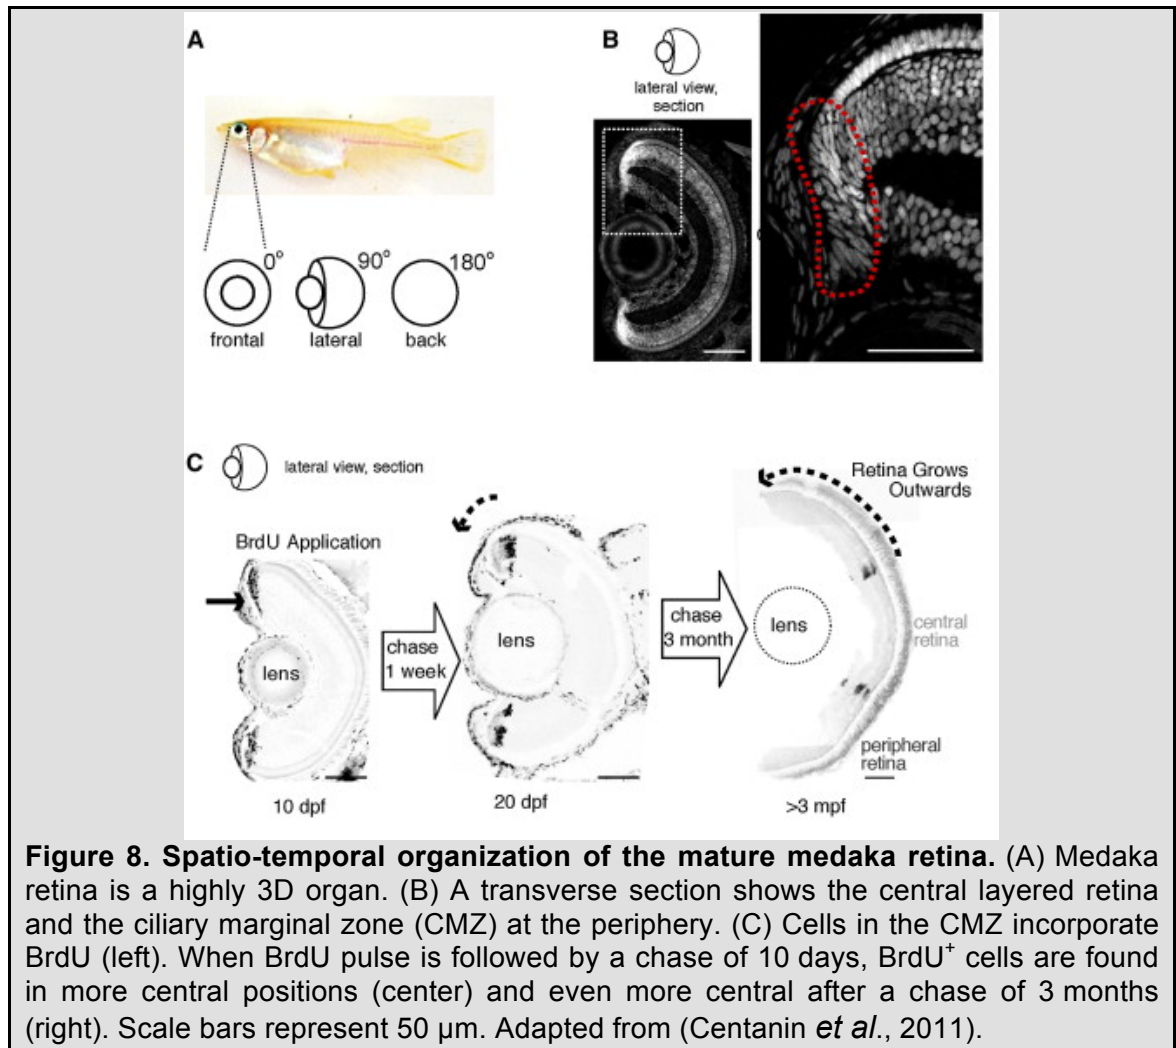 A
B
lateral view,
section
0°
90°
180°
frontal
lateral
back
C
lateral view, section
BrdU Application
lens
chase
1 week
lens
chase
3 month
Retina Grows
Outwards
lens
central
retina
peripheral
retina
10 dpf
20 dpf
>3 mpf
Figure 8. Spatio-temporal organization of the mature medaka retina. (A) Medaka
retina is a highly 3D organ. (B) A transverse section shows the central layered retina
and the ciliary marginal zone (CMZ) at the periphery. (C) Cells in the CMZ incorporate
BrdU (left). When BrdU pulse is followed by a chase of 10 days, BrdU⁺ cells are found
in more central positions (center) and even more central after a chase of 3 months
(right). Scale bars represent 50 µm. Adapted from (Centanin et al., 2011).